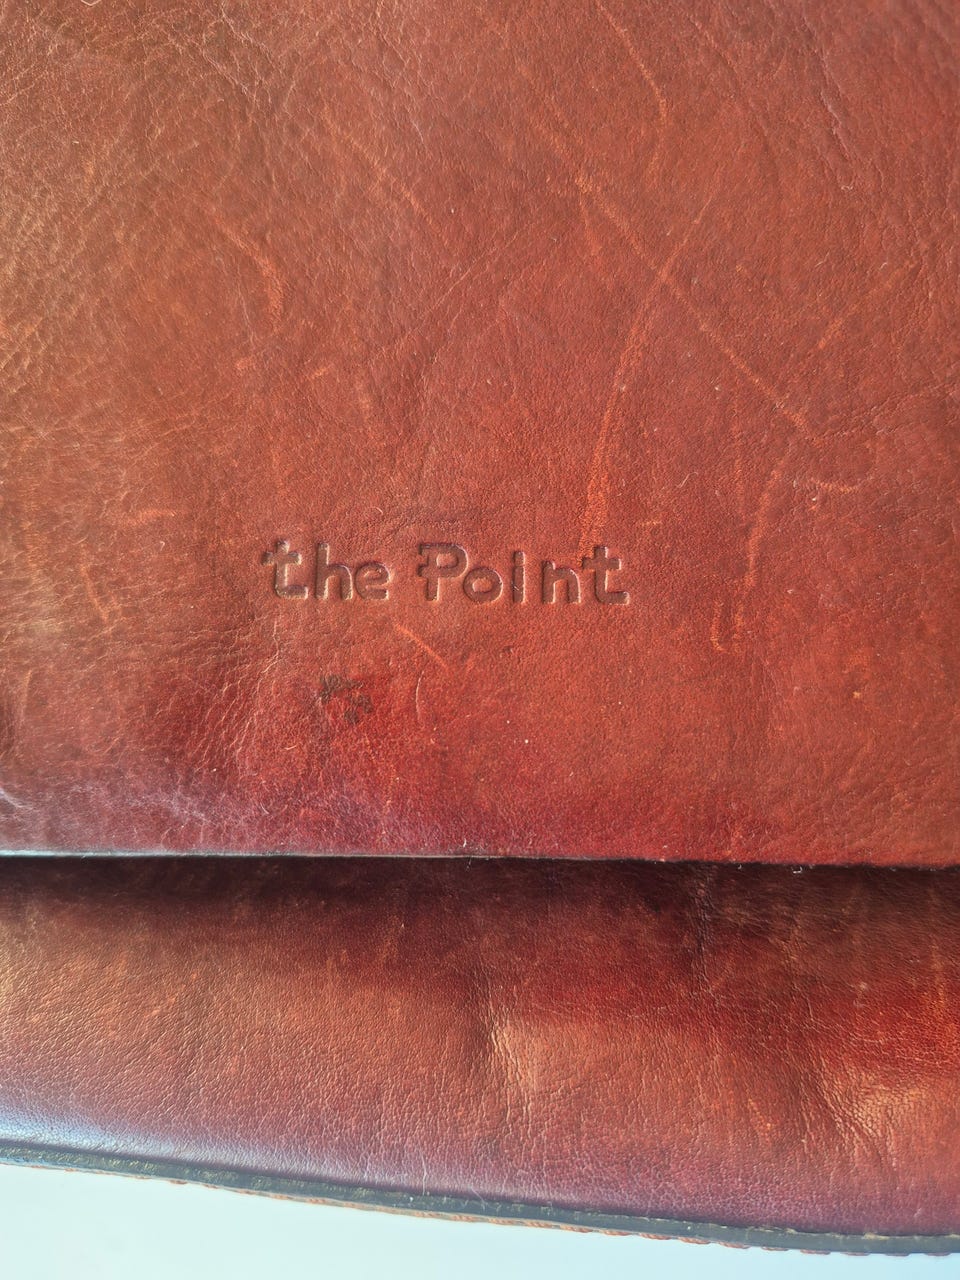 the Point